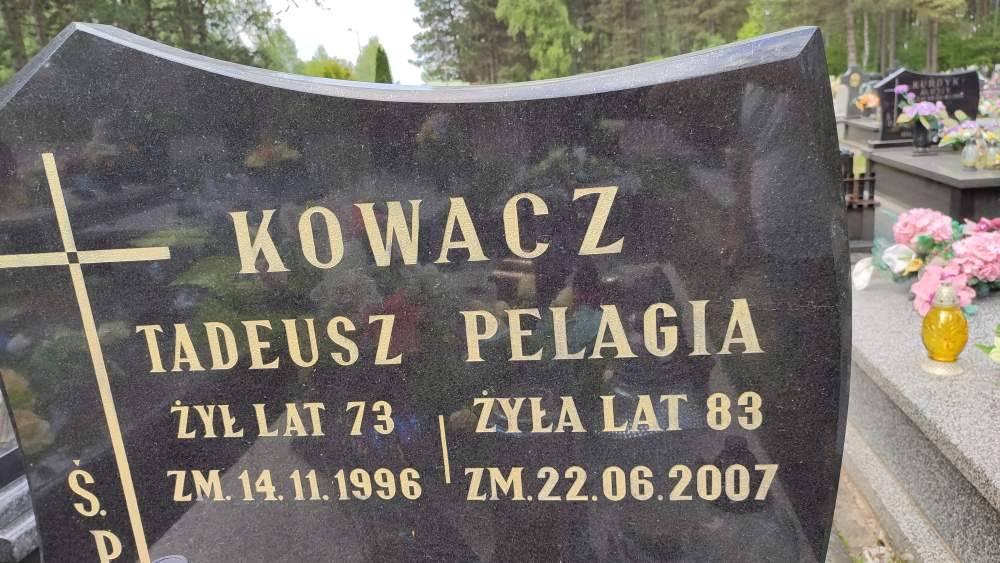 KOWACZ
TADEUSZ PELAGIA
ŻYŁ LAT 73 ŻYŁA LAT 83
ZM. 14.11.1996 ZM. 22.06.2007
Ś.
P